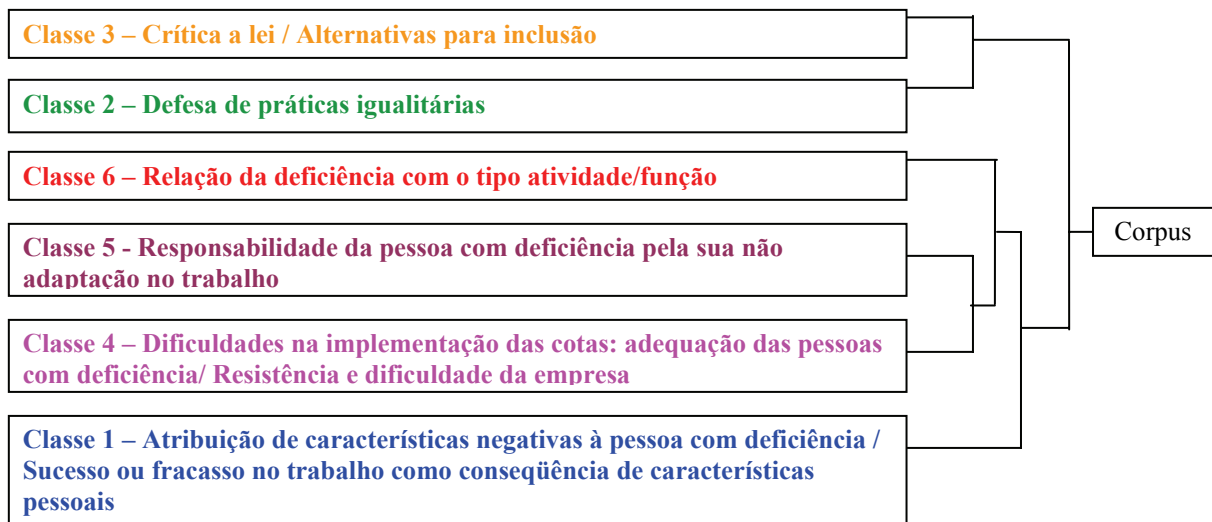 Classe 3 – Crítica a lei / Alternativas para inclusão
Classe 2 – Defesa de práticas igualitárias
Classe 6 – Relação da deficiência com o tipo atividade/função
Classe 5 - Responsabilidade da pessoa com deficiência pela sua não
adaptação no trabalho
Classe 4 – Dificuldades na implementação das cotas: adequação das pessoas
com deficiência/ Resistência e dificuldade da empresa
Classe 1 – Atribuição de características negativas à pessoa com deficiência /
Sucesso ou fracasso no trabalho como conseqüência de características
pessoais
Corpus